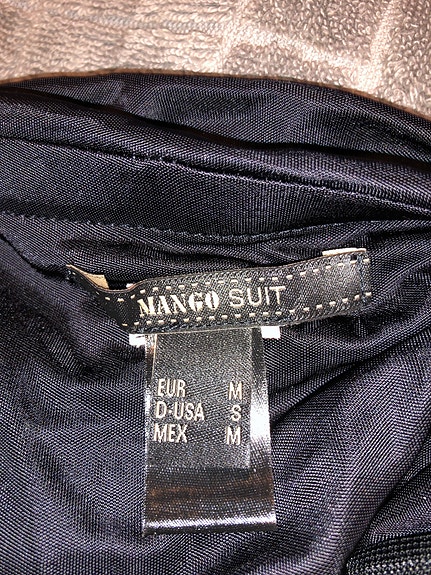 MANGO SUIT
EUR M
D-USA S
MEX M